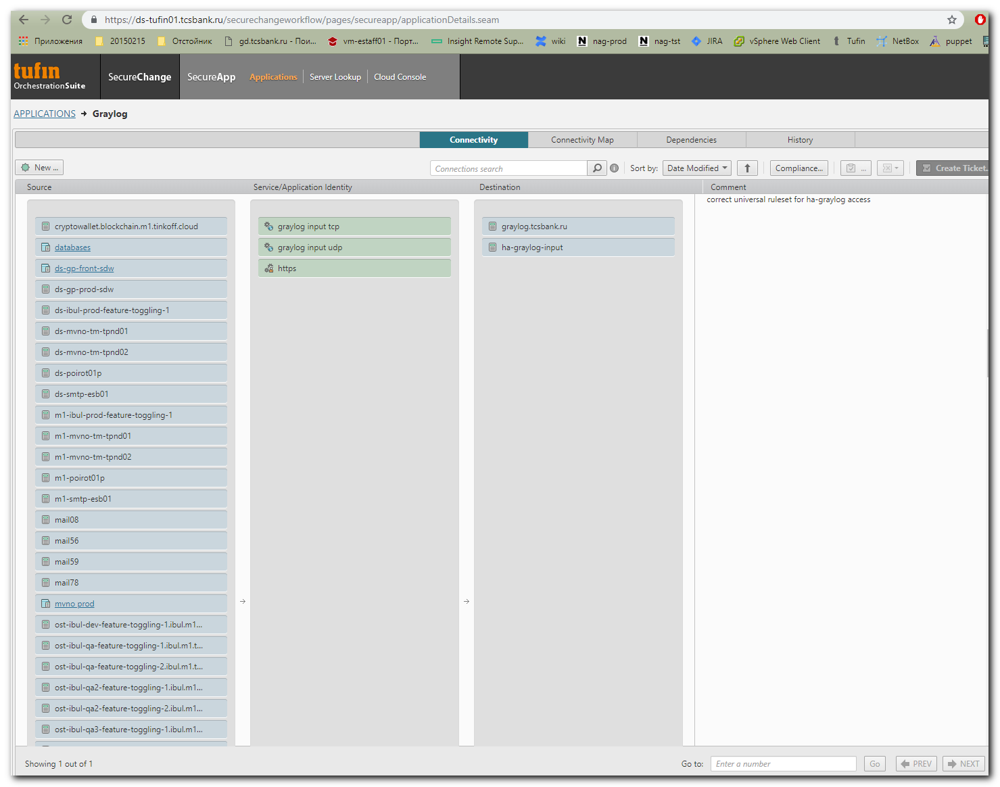 https://ds-tufin01.tcsbank.ru/securechangeworkflow/pages/secureapp/applicationDetails.seam
Приложения 20150215 Отстойник gd.tcsbank.ru - Пои... vm-estaff01 - Порт... Insight Remote Sup... wiki nag-prod nag-tst JIRA vSphere Web Client Tufin NetBox puppet
tufin
OrchestrationSuite
SecureChange SecureApp Applications Server Lookup Cloud Console
APPLICATIONS → Graylog
Connectivity Connectivity Map Dependencies History
New ... Connections search Sort by: Date Modified Compliance... ... Create Ticket.
Source Service/Application Identity Destination Comment
correct universal ruleset for ha-graylog access
cryptowallet.blockchain.m1.tinkoff.cloud graylog input tcp graylog.tcsbank.ru
databases graylog input udp ha-graylog-input
ds-gp-front-sdw https
ds-gp-prod-sdw
ds-ibul-prod-feature-toggling-1
ds-mvno-tm-tpnd01
ds-mvno-tm-tpnd02
ds-poirot01p
ds-smtp-esb01
m1-ibul-prod-feature-toggling-1
m1-mvno-tm-tpnd01
m1-mvno-tm-tpnd02
m1-poirot01p
m1-smtp-esb01
mail08
mail56
mail59
mail78
mvno prod
ost-ibul-dev-feature-toggling-1.ibul.m1...
ost-ibul-qa-feature-toggling-1.ibul.m1.t...
ost-ibul-qa-feature-toggling-2.ibul.m1.t...
ost-ibul-qa2-feature-toggling-1.ibul.m1...
ost-ibul-qa2-feature-toggling-2.ibul.m1...
ost-ibul-qa3-feature-toggling-1.ibul.m1...
Showing 1 out of 1 Go to: Enter a number Go PREV NEXT